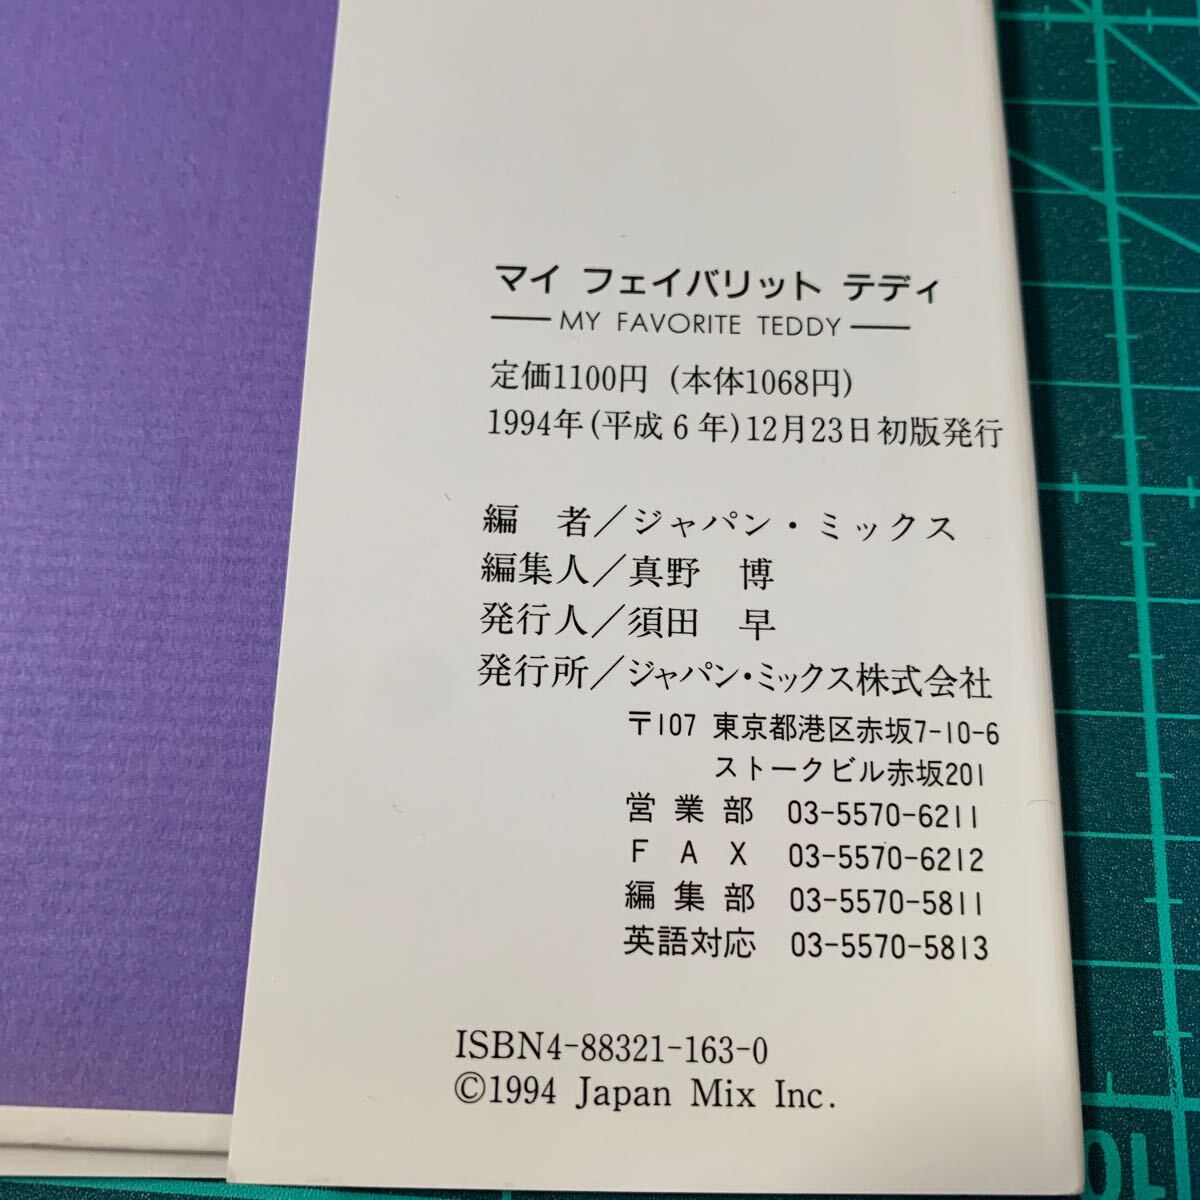 マイ フェイバリット テディ
MY FAVORITE TEDDY
定価1100円 (本体1068円)
1994年(平成6年)12月23日初版発行
編　者／ジャパン・ミックス
編集人／真野　博
発行人／須田　早
発行所／ジャパン・ミックス株式会社
〒107 東京都港区赤坂7-10-6
ストークビル赤坂201
営業部 03-5570-6211
FAX 03-5570-6212
編集部 03-5570-5811
英語対応 03-5570-5813
ISBN4-88321-163-0
©1994 Japan Mix Inc.
10